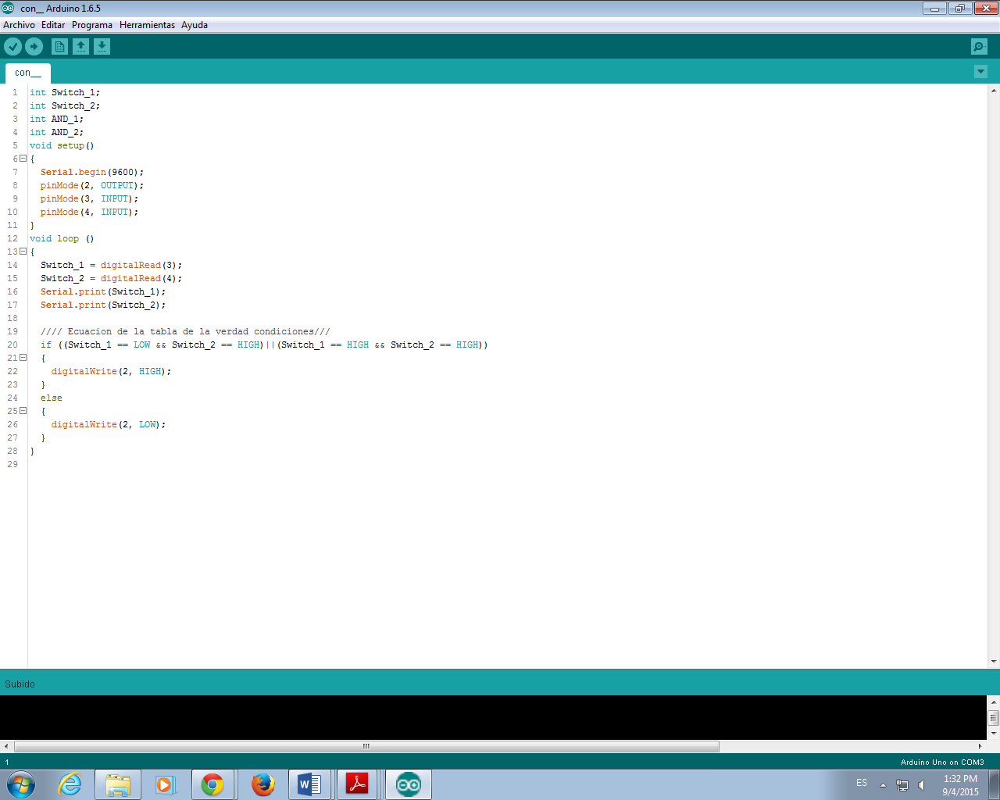 con__ Arduino 1.6.5
Archivo Editar Programa Herramientas Ayuda
con__
1 int Switch_1;
2 int Switch_2;
3 int AND_1;
4 int AND_2;
5 void setup()
6 {
7 Serial.begin(9600);
8 pinMode(2, OUTPUT);
9 pinMode(3, INPUT);
10 pinMode(4, INPUT);
11 }
12 void loop ()
13 {
14 Switch_1 = digitalRead(3);
15 Switch_2 = digitalRead(4);
16 Serial.print(Switch_1);
17 Serial.print(Switch_2);
18
19 //// Ecuacion de la tabla de la verdad condiciones///
20 if ((Switch_1 == LOW && Switch_2 == HIGH)||(Switch_1 == HIGH && Switch_2 == HIGH))
21 {
22 digitalWrite(2, HIGH);
23 }
24 else
25 {
26 digitalWrite(2, LOW);
27 }
28 }
29
Subido
1 Arduino Uno on COM3
ES 1:32 PM
9/4/2015